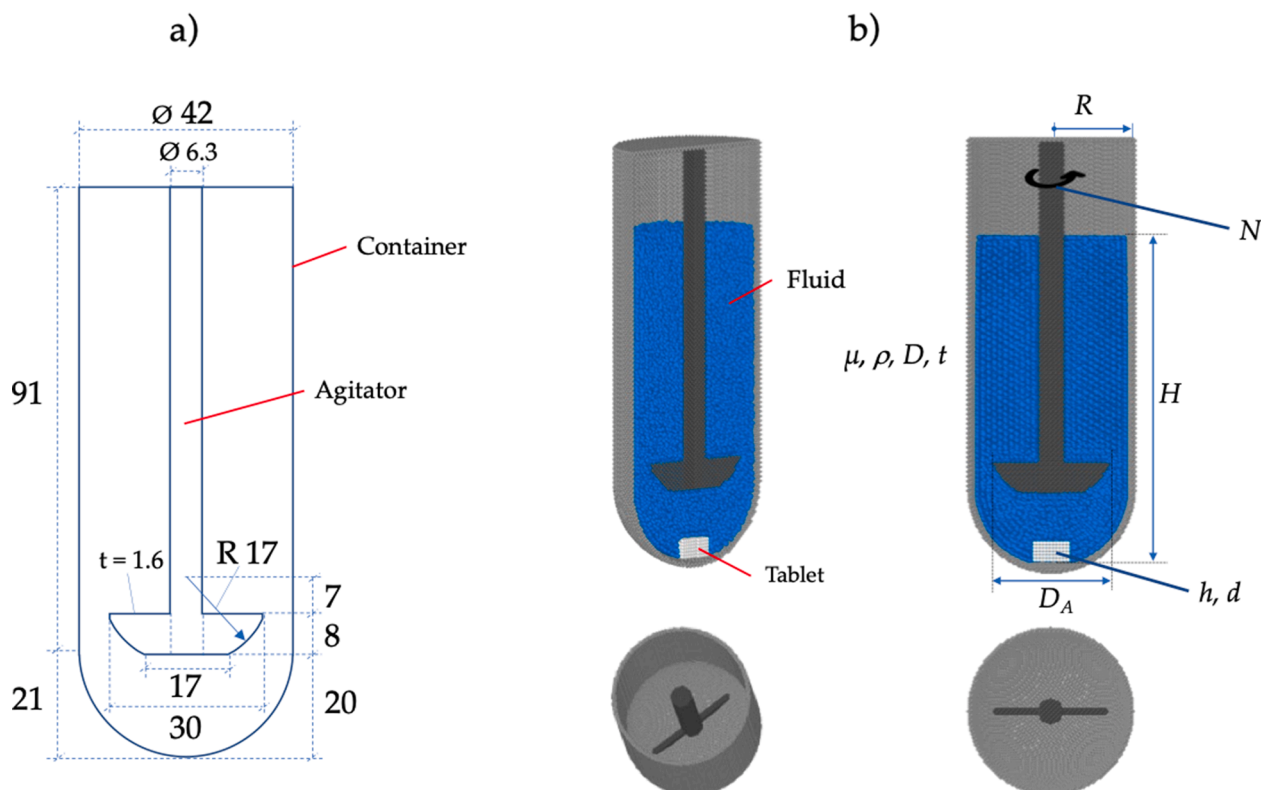 a)
Ø 42
Ø 6.3
Container
91
Agitator
t = 1.6
R 17
7
8
17
21
30
20
b)
R
N
Fluid
μ, ρ, D, t
H
Tablet
D_A
h, d